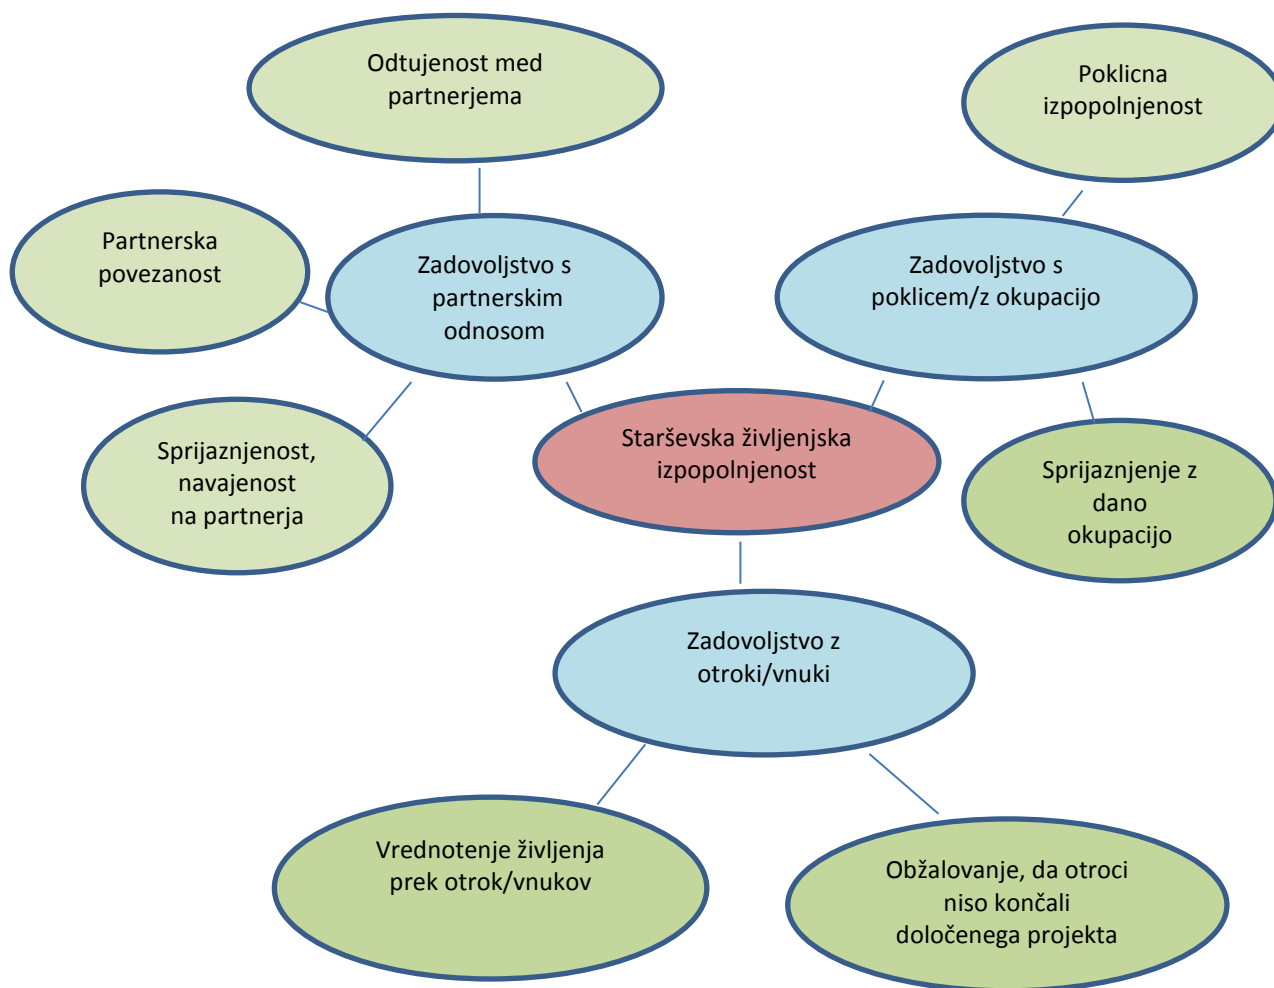 Odtujenost med
partnerjema
Poklicna
izpopolnjenost
Partnerska
povezanost
Zadovoljstvo s
partnerskim
odnosom
Zadovoljstvo s
poklicem/z okupacijo
Sprijaznjenost,
navajenost
na partnerja
Starševska življenjska
izpopolnjenost
Sprijaznjenje z
dano
okupacijo
Zadovoljstvo z
otroki/vnuki
Vrednotenje življenja
prek otrok/vnukov
Obžalovanje, da otroci
niso končali
določenega projekta